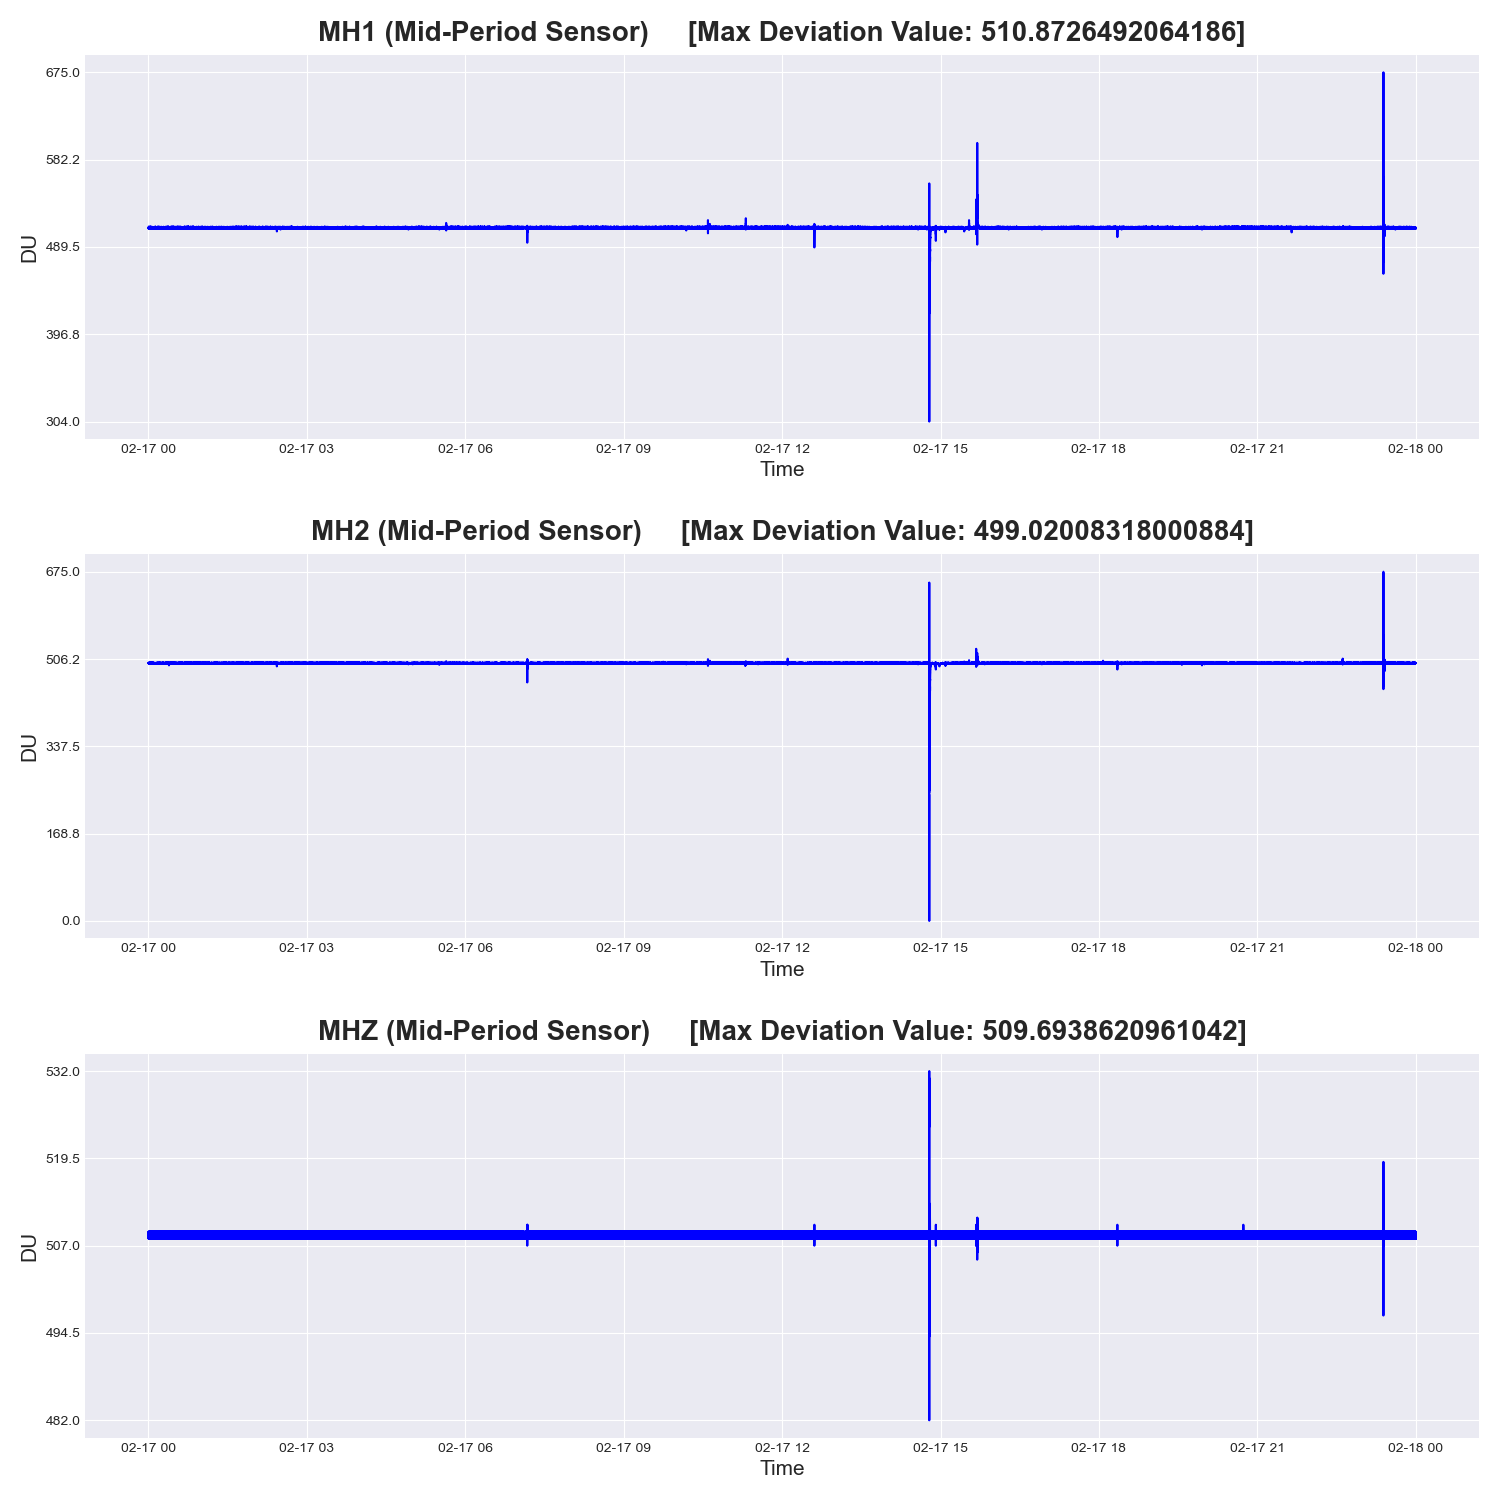 MH1 (Mid-Period Sensor) [Max Deviation Value: 510.8726492064186]
675.0
582.2
489.5
396.8
304.0
DU
02-17 00 02-17 03 02-17 06 02-17 09 02-17 12 02-17 15 02-17 18 02-17 21 02-18 00
Time
MH2 (Mid-Period Sensor) [Max Deviation Value: 499.02008318000884]
675.0
506.2
337.5
168.8
0.0
DU
02-17 00 02-17 03 02-17 06 02-17 09 02-17 12 02-17 15 02-17 18 02-17 21 02-18 00
Time
MHZ (Mid-Period Sensor) [Max Deviation Value: 509.6938620961042]
532.0
519.5
507.0
494.5
482.0
DU
02-17 00 02-17 03 02-17 06 02-17 09 02-17 12 02-17 15 02-17 18 02-17 21 02-18 00
Time